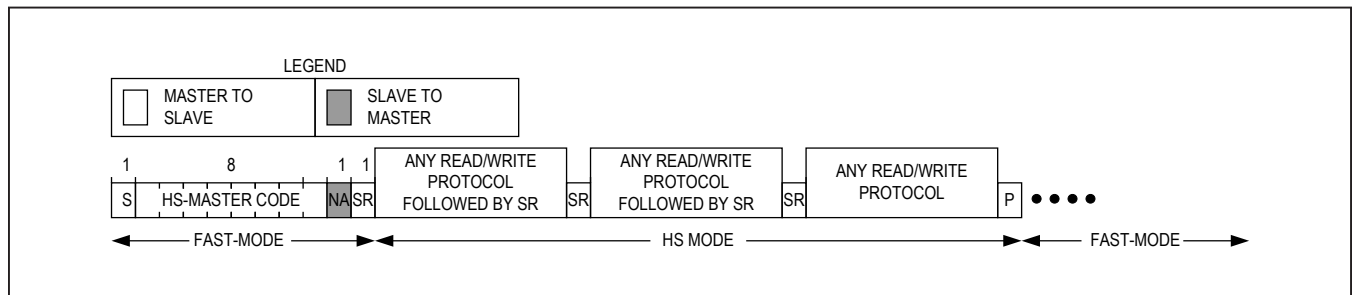 LEGEND
MASTER TO
SLAVE
SLAVE TO
MASTER
1 8 1 1
S HS-MASTER CODE NA SR
ANY READ/WRITE
PROTOCOL
FOLLOWED BY SR
SR
ANY READ/WRITE
PROTOCOL
FOLLOWED BY SR
SR
ANY READ/WRITE
PROTOCOL
P
FAST-MODE HS MODE FAST-MODE